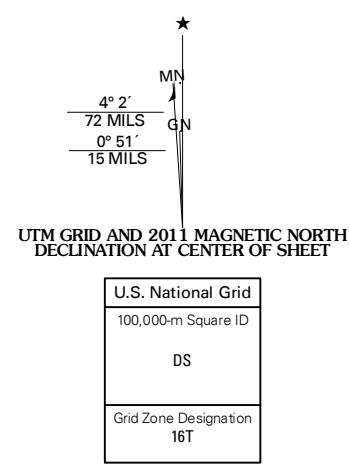 ★
MN
4° 2´
72 MILS
GN
0° 51´
15 MILS
UTM GRID AND 2011 MAGNETIC NORTH
DECLINATION AT CENTER OF SHEET
U.S. National Grid
100,000-m Square ID
DS
Grid Zone Designation
16T